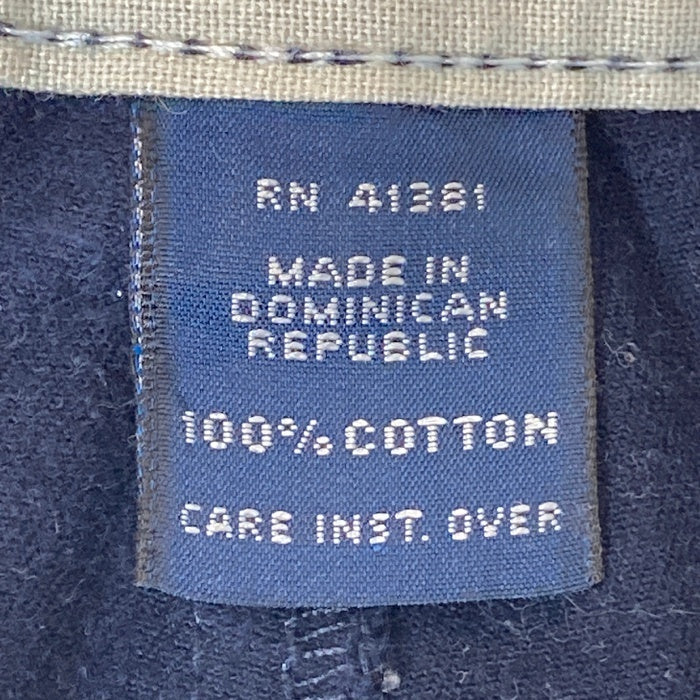 RN 41381
MADE IN
DOMINICAN
REPUBLIC
100% COTTON
CARE INST. OVER